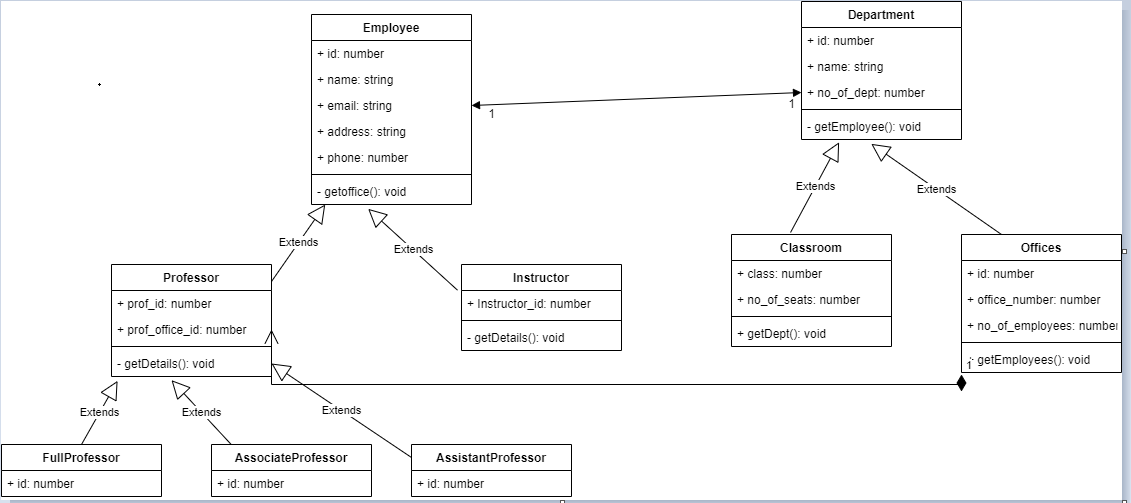 Employee
+ id: number
+ name: string
+ email: string
+ address: string
+ phone: number
- getoffice(): void
Department
+ id: number
+ name: string
+ no_of_dept: number
- getEmployee(): void
1
1
Extends
Extends
Extends
Extends
Professor
+ prof_id: number
+ prof_office_id: number
- getDetails(): void
Instructor
+ Instructor_id: number
- getDetails(): void
Classroom
+ class: number
+ no_of_seats: number
+ getDept(): void
Offices
+ id: number
+ office_number: number
+ no_of_employees: number
- getEmployees(): void
1
Extends
Extends
Extends
FullProfessor
+ id: number
AssociateProfessor
+ id: number
AssistantProfessor
+ id: number